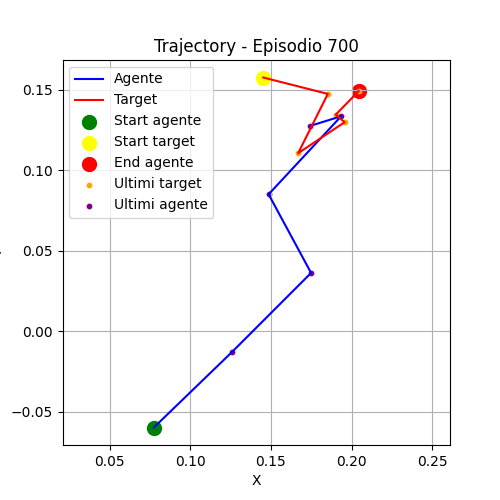 Trajectory - Episodio 700
Agente
Target
Start agente
Start target
End agente
Ultimi target
Ultimi agente
0.15
0.10
0.05
0.00
−0.05
0.05 0.10 0.15 0.20 0.25
X